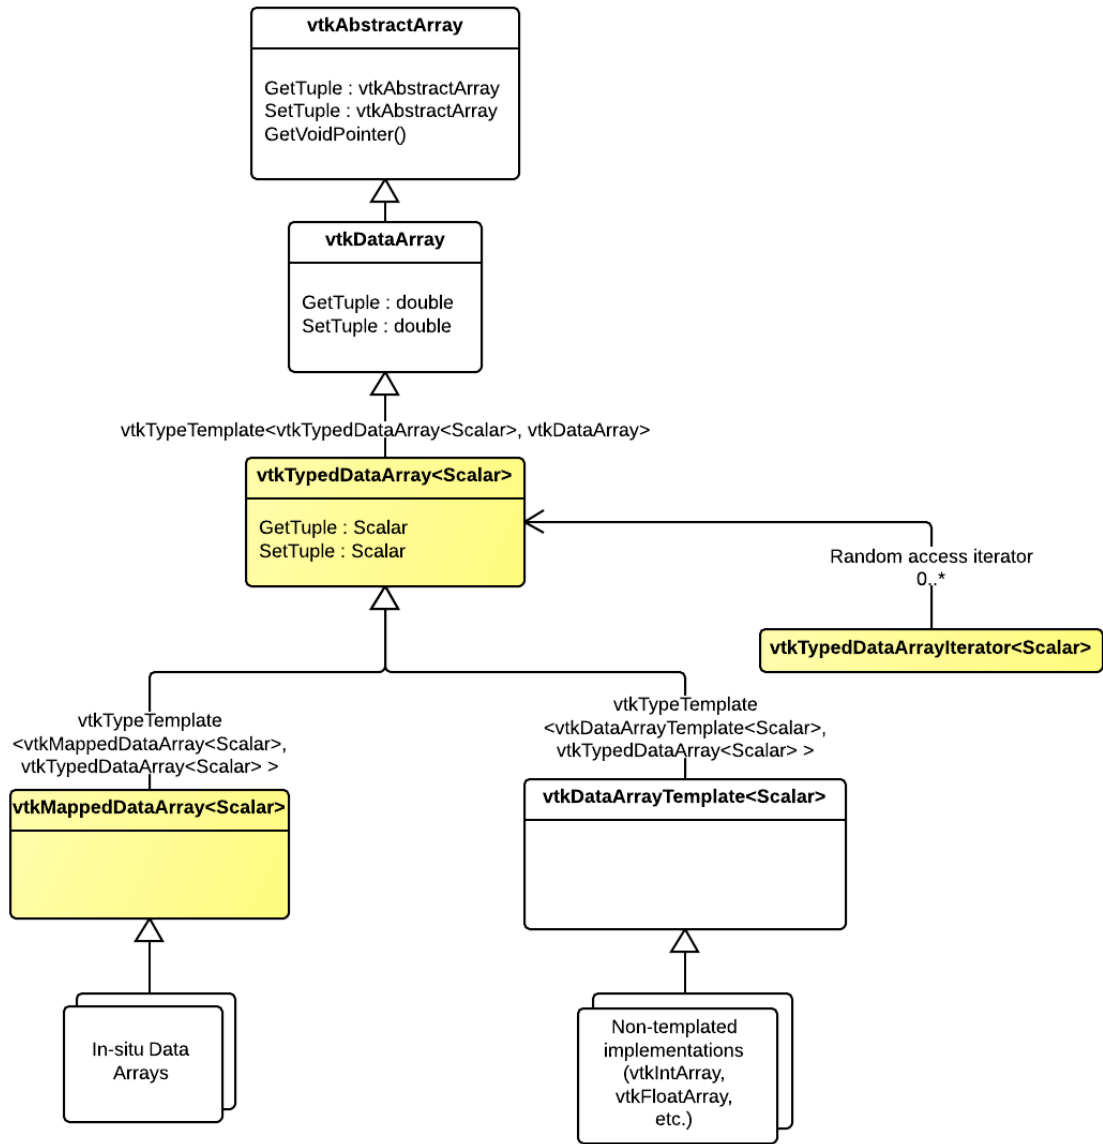 vtkAbstractArray
GetTuple : vtkAbstractArray
SetTuple : vtkAbstractArray
GetVoidPointer()
vtkDataArray
GetTuple : double
SetTuple : double
vtkTypeTemplate<vtkTypedDataArray<Scalar>, vtkDataArray>
vtkTypedDataArray<Scalar>
GetTuple : Scalar
SetTuple : Scalar
Random access iterator
0..*
vtkTypedDataArrayIterator<Scalar>
vtkTypeTemplate
<vtkMappedDataArray<Scalar>,
vtkTypedDataArray<Scalar> >
vtkTypeTemplate
<vtkDataArrayTemplate<Scalar>,
vtkTypedDataArray<Scalar> >
vtkMappedDataArray<Scalar>
vtkDataArrayTemplate<Scalar>
In-situ Data
Arrays
Non-templated
implementations
(vtkIntArray,
vtkFloatArray,
etc.)